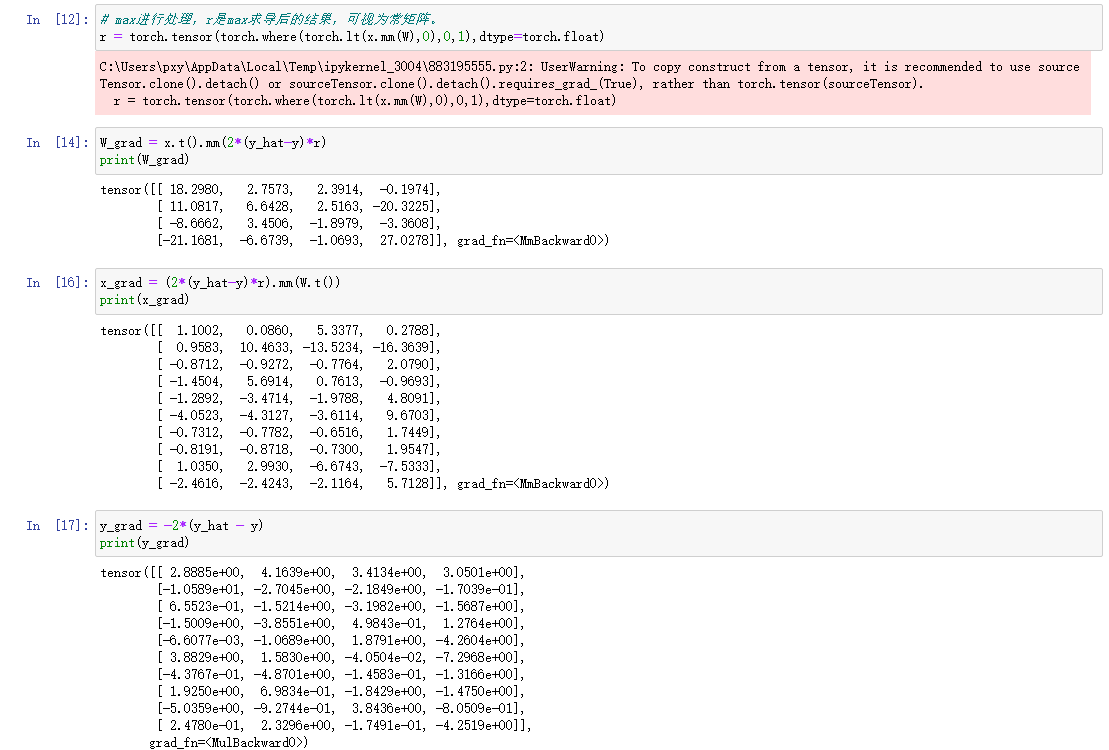 In [12]: # max进行处理，r是max求导后的结果，可视为常矩阵。
r = torch.tensor(torch.where(torch.lt(x.mm(W),0),0,1),dtype=torch.float)
C:\Users\pxy\AppData\Local\Temp\ipykernel_3004\883195555.py:2: UserWarning: To copy construct from a tensor, it is recommended to use source
Tensor.clone().detach() or sourceTensor.clone().detach().requires_grad_(True), rather than torch.tensor(sourceTensor).
r = torch.tensor(torch.where(torch.lt(x.mm(W),0),0,1),dtype=torch.float)
In [14]: W_grad = x.t().mm(2*(y_hat-y)*r)
print(W_grad)
tensor([[ 18.2980, 2.7573, 2.3914, -0.1974],
[ 11.0817, 6.6428, 2.5163, -20.3225],
[ -8.6662, 3.4506, -1.8979, -3.3608],
[-21.1681, -6.6739, -1.0693, 27.0278]], grad_fn=<MmBackward0>)
In [16]: x_grad = (2*(y_hat-y)*r).mm(W.t())
print(x_grad)
tensor([[ 1.1002, 0.0860, 5.3377, 0.2788],
[ 0.9583, 10.4633, -13.5234, -16.3639],
[ -0.8712, -0.9272, -0.7764, 2.0790],
[ -1.4504, 5.6914, 0.7613, -0.9693],
[ -1.2892, -3.4714, -1.9788, 4.8091],
[ -4.0523, -4.3127, -3.6114, 9.6703],
[ -0.7312, -0.7782, -0.6516, 1.7449],
[ -0.8191, -0.8718, -0.7300, 1.9547],
[ 1.0350, 2.9930, -6.6743, -7.5333],
[ -2.4616, -2.4243, -2.1164, 5.7128]], grad_fn=<MmBackward0>)
In [17]: y_grad = -2*(y_hat - y)
print(y_grad)
tensor([[ 2.8885e+00, 4.1639e+00, 3.4134e+00, 3.0501e+00],
[-1.0589e+01, -2.7045e+00, -2.1849e+00, -1.7039e-01],
[ 6.5523e-01, -1.5214e+00, -3.1982e+00, -1.5687e+00],
[-1.5009e+00, -3.8551e+00, 4.9843e-01, 1.2764e+00],
[-6.6077e-03, -1.0689e+00, 1.8791e+00, -4.2604e+00],
[ 3.8829e+00, 1.5830e+00, -4.0504e-02, -7.2968e+00],
[-4.3767e-01, -4.8701e+00, -1.4583e-01, -1.3166e+00],
[ 1.9250e+00, 6.9834e-01, -1.8429e+00, -1.4750e+00],
[-5.0359e+00, -9.2744e-01, 3.8436e+00, -8.0509e-01],
[ 2.4780e-01, 2.3296e+00, -1.7491e-01, -4.2519e+00]],
grad_fn=<MulBackward0>)